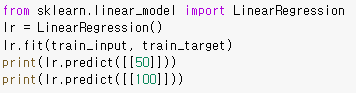 from sklearn.linear_model import LinearRegression
lr = LinearRegression()
lr.fit(train_input, train_target)
print(lr.predict([[50]]))
print(lr.predict([[100]]))